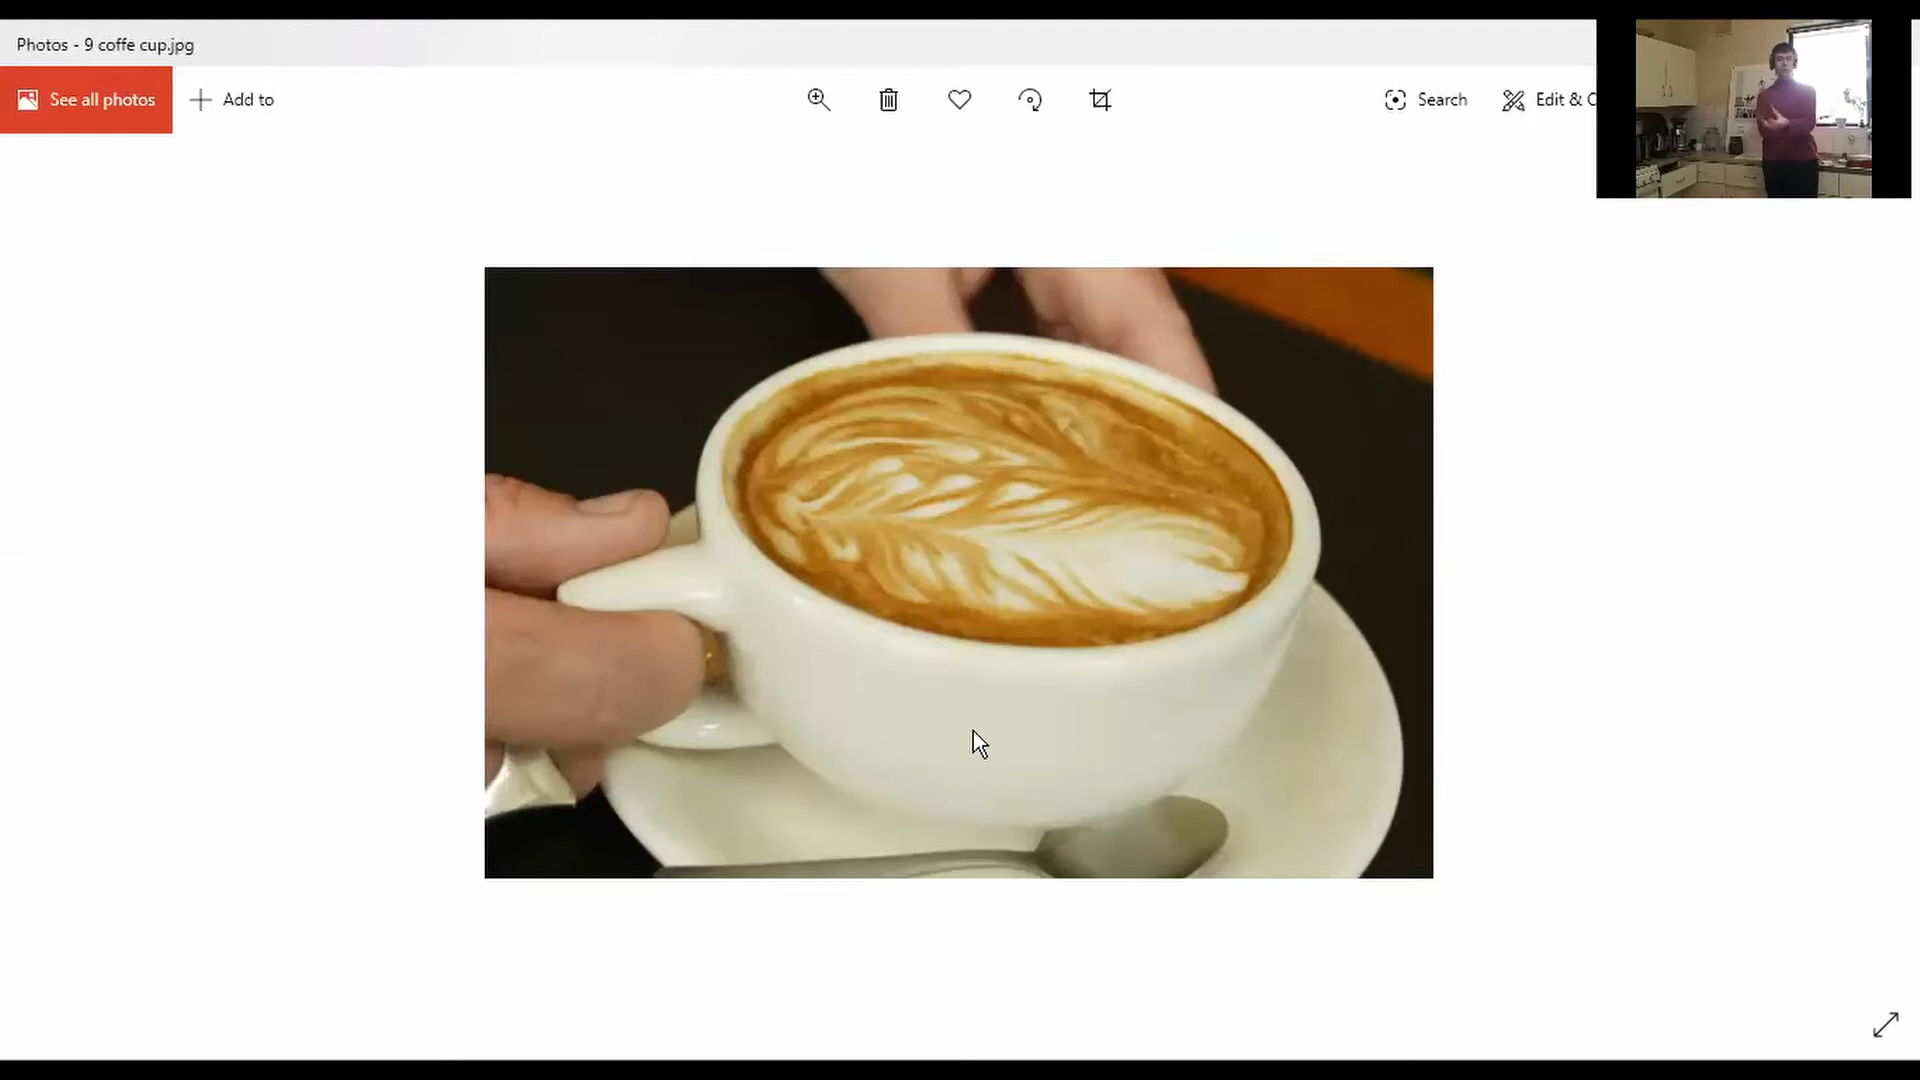 Photos - 9 coffe cup.jpg
See all photos
Add to
Search
Edit & C